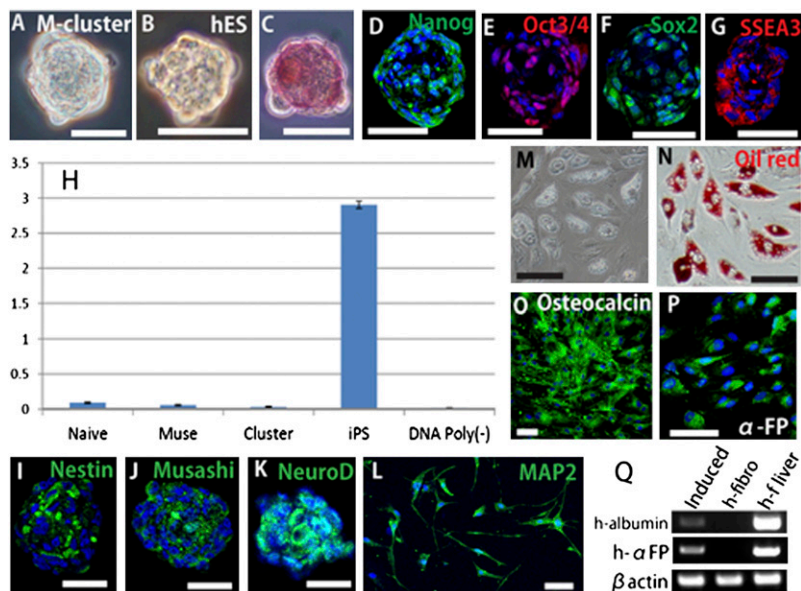 A M-cluster
B hES
C
D Nanog
E Oct3/4
F Sox2
G SSEA3
H
3.5
3
2.5
2
1.5
1
0.5
0
Naive Muse Cluster iPS DNA Poly(-)
M
N Oil red
O Osteocalcin
P
α-FP
I Nestin
J Musashi
K NeuroD
L MAP2
Q
Induced h-fibro h-f liver
h-albumin
h-αFP
β actin